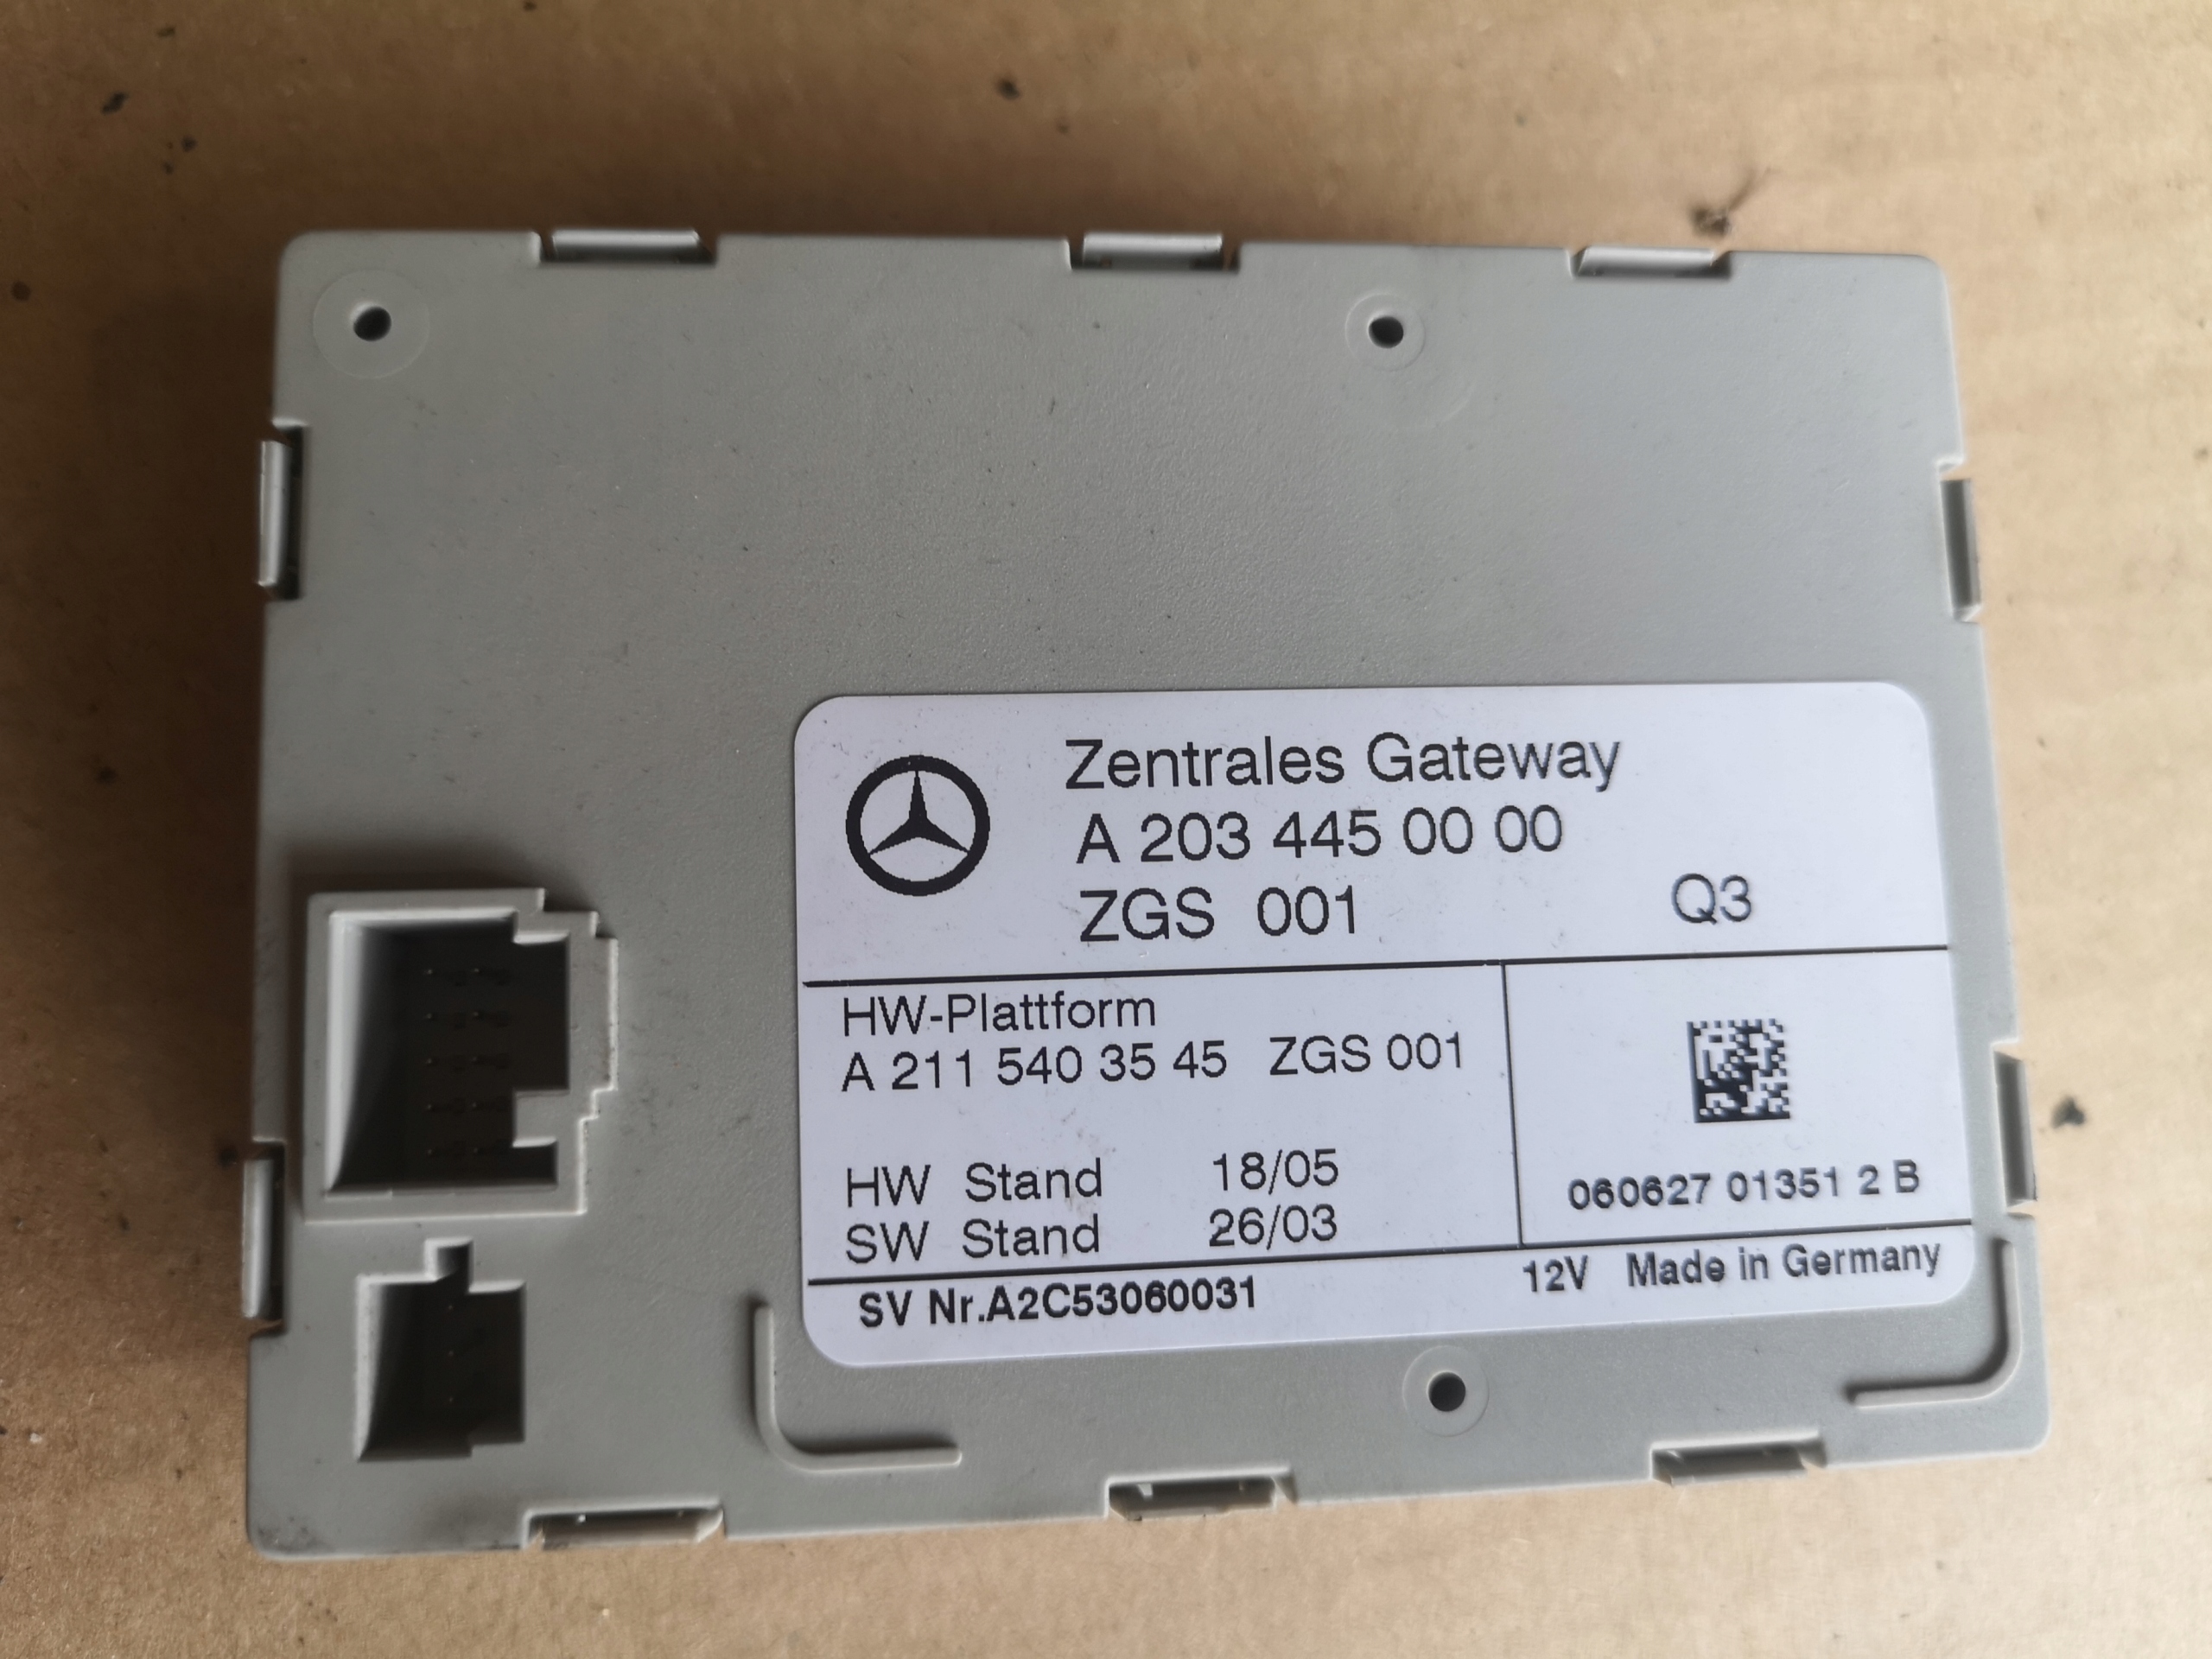 Zentrales Gateway
A 203 445 00 00
ZGS 001 Q3
HW-Plattform
A 211 540 35 45 ZGS 001
HW Stand 18/05
SW Stand 26/03
060627 01351 2 B
SV Nr.A2C53060031
12V Made in Germany